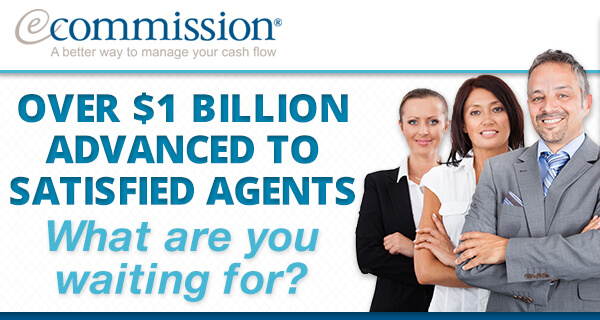 ecommission®
A better way to manage your cash flow
OVER $1 BILLION
ADVANCED TO
SATISFIED AGENTS
What are you
waiting for?